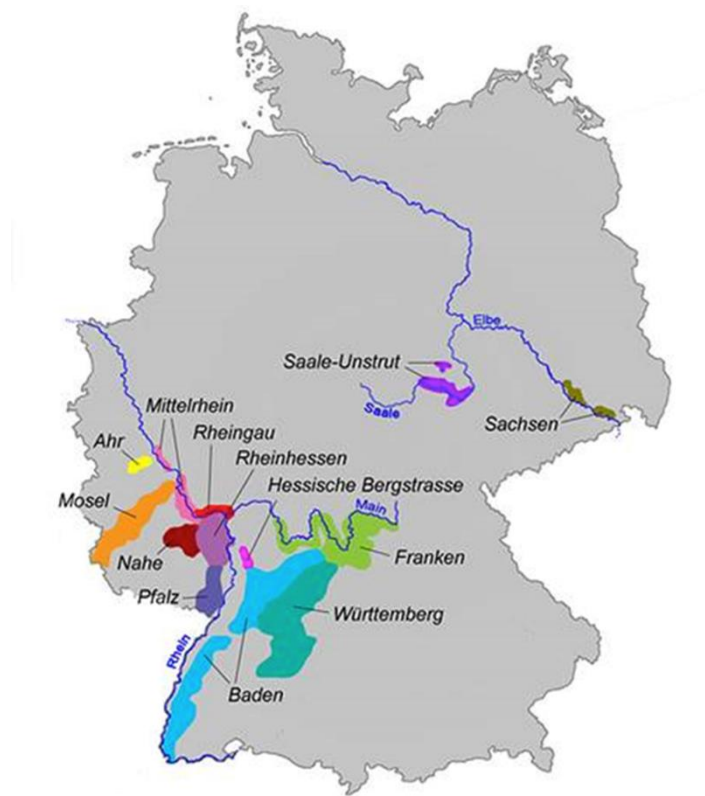 Elbe
Saale-Unstrut
Saale
Sachsen
Mittelrhein
Rheingau
Ahr
Rheinhessen
Hessische Bergstrasse
Mosel
Main
Franken
Nahe
Pfalz
Württemberg
Rhein
Baden